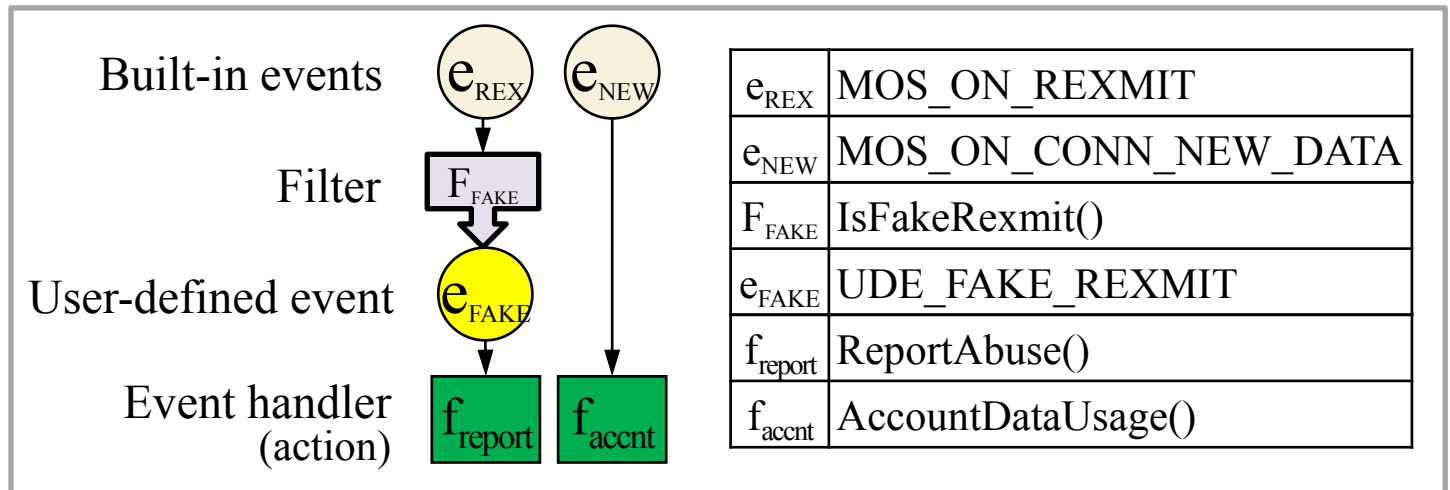 Built-in events
eREX
eNEW
Filter
FFAKE
User-defined event
eFAKE
Event handler
(action)
freport
faccnt
eREX MOS_ON_REXMIT
eNEW MOS_ON_CONN_NEW_DATA
FFAKE IsFakeRexmit()
eFAKE UDE_FAKE_REXMIT
freport ReportAbuse()
faccnt AccountDataUsage()